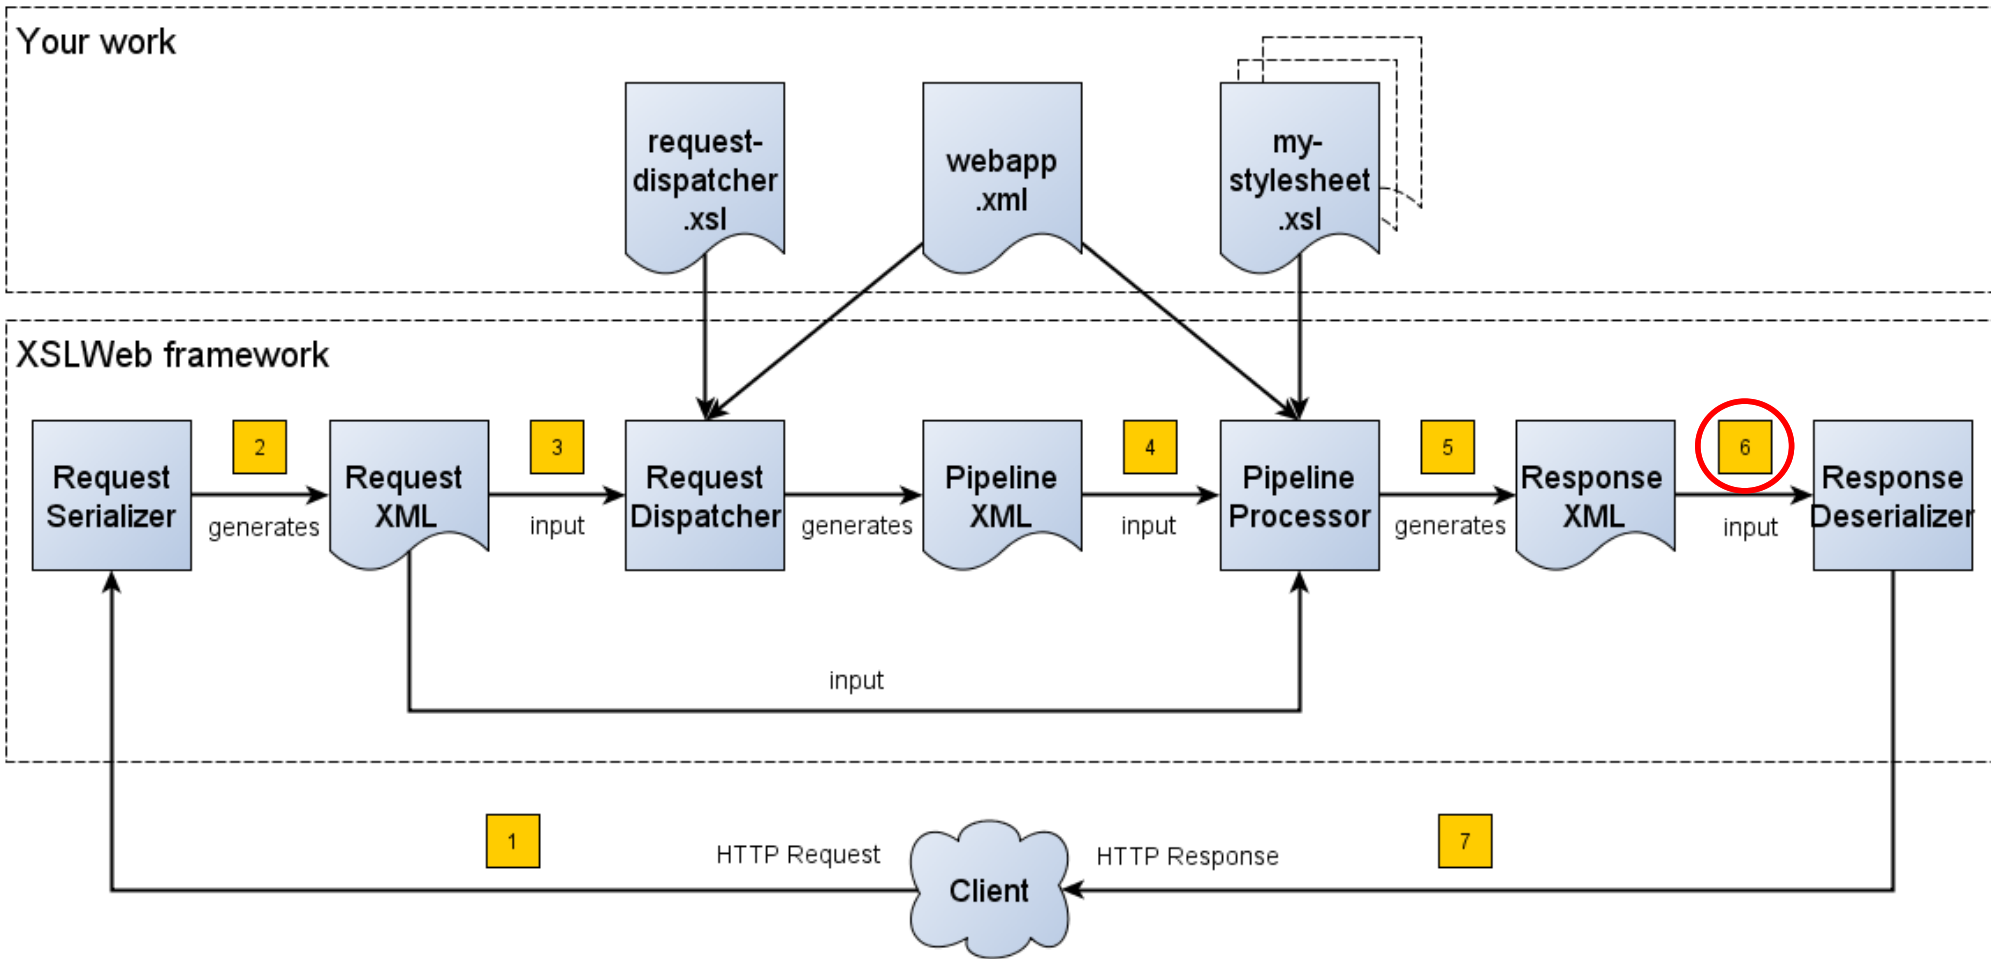 Your work
request-
dispatcher
.xsl
webapp
.xml
my-
stylesheet
.xsl
XSLWeb framework
Request
Serializer
2
generates
Request
XML
3
input
Request
Dispatcher
generates
Pipeline
XML
4
input
Pipeline
Processor
5
generates
Response
XML
6
input
Response
Deserializer
input
1
HTTP Request
Client
HTTP Response
7